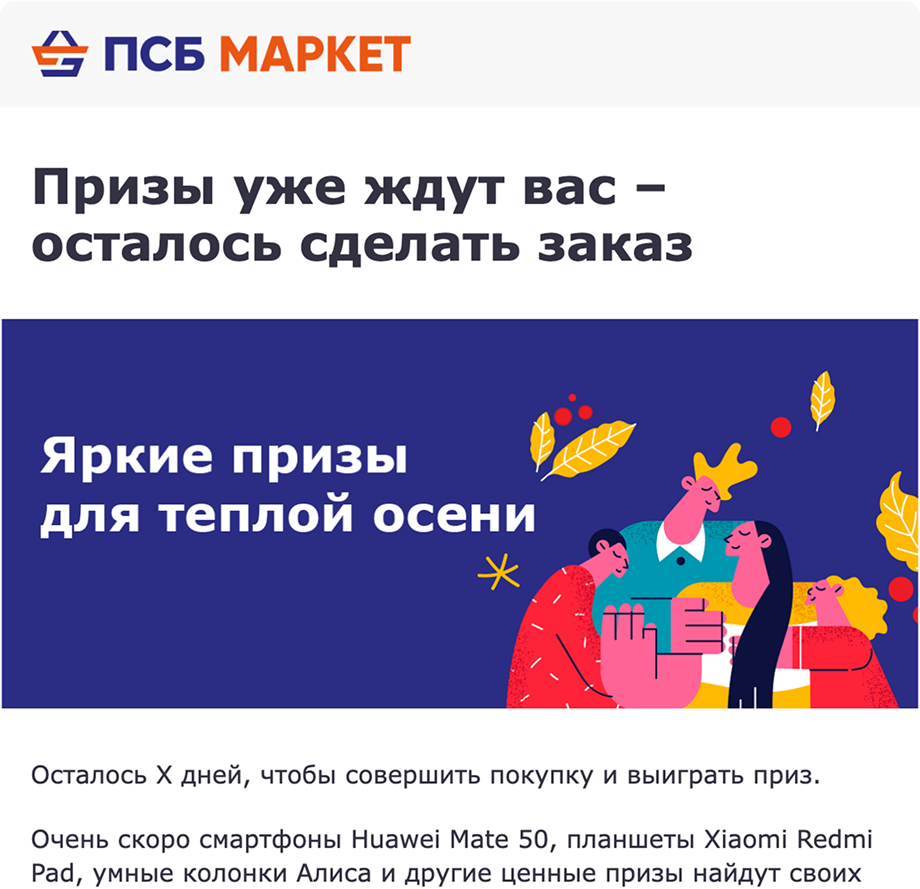 ПСБ МАРКЕТ
Призы уже ждут вас –
осталось сделать заказ
Яркие призы
для теплой осени
Осталось X дней, чтобы совершить покупку и выиграть приз.
Очень скоро смартфоны Huawei Mate 50, планшеты Xiaomi Redmi
Pad, умные колонки Алиса и другие ценные призы найдут своих